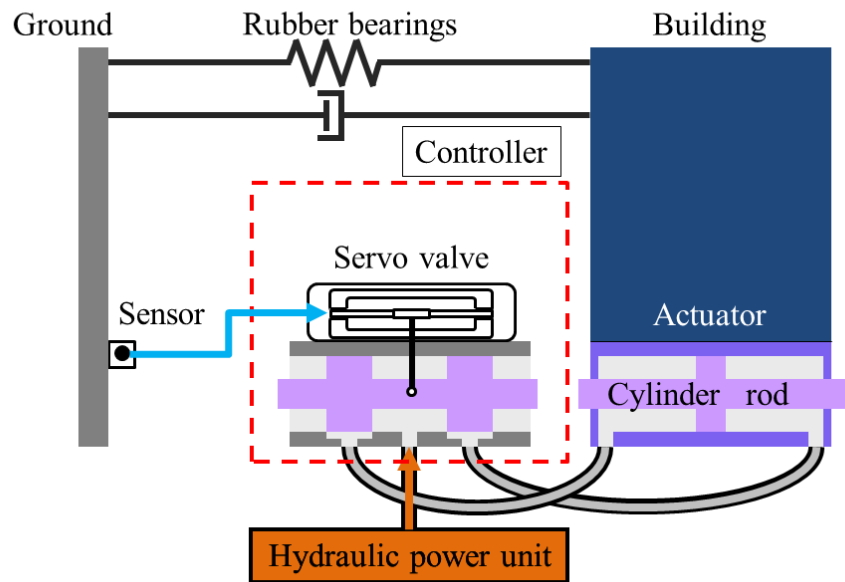 Ground
Rubber bearings
Building
Controller
Servo valve
Sensor
Actuator
Cylinder rod
Hydraulic power unit